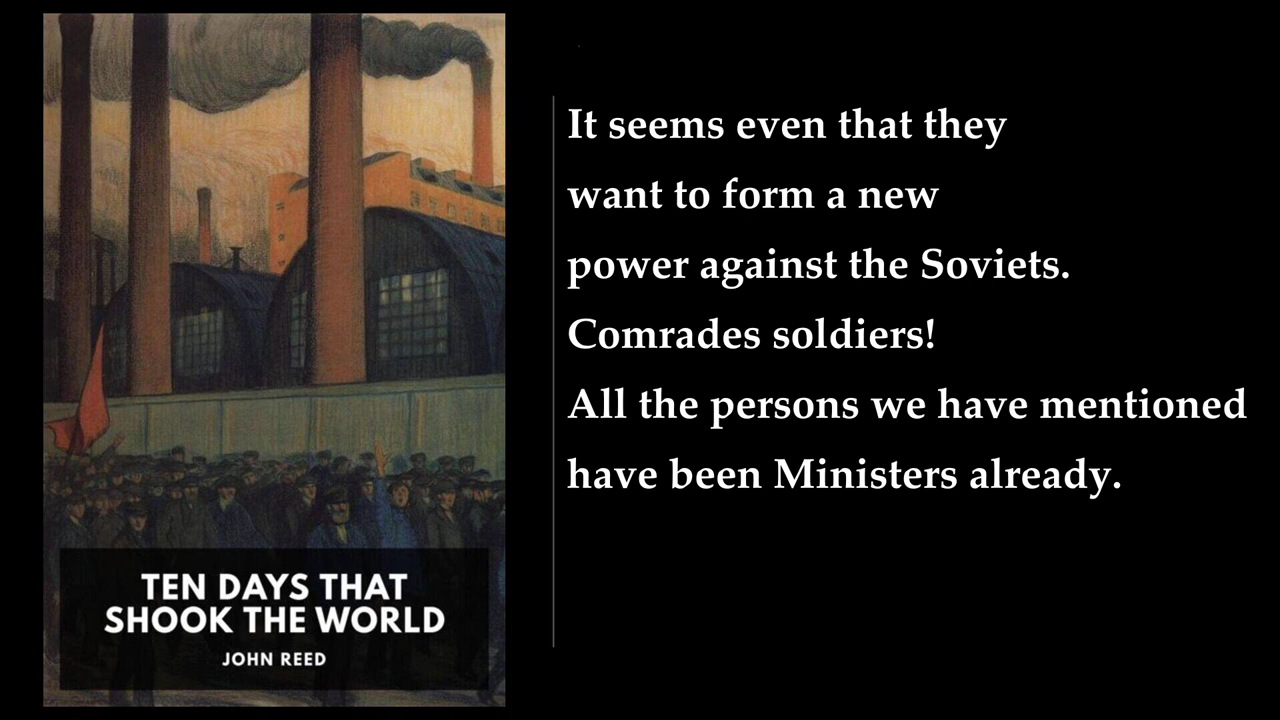 TEN DAYS THAT
SHOOK THE WORLD
JOHN REED
It seems even that they
want to form a new
power against the Soviets.
Comrades soldiers!
All the persons we have mentioned
have been Ministers already.